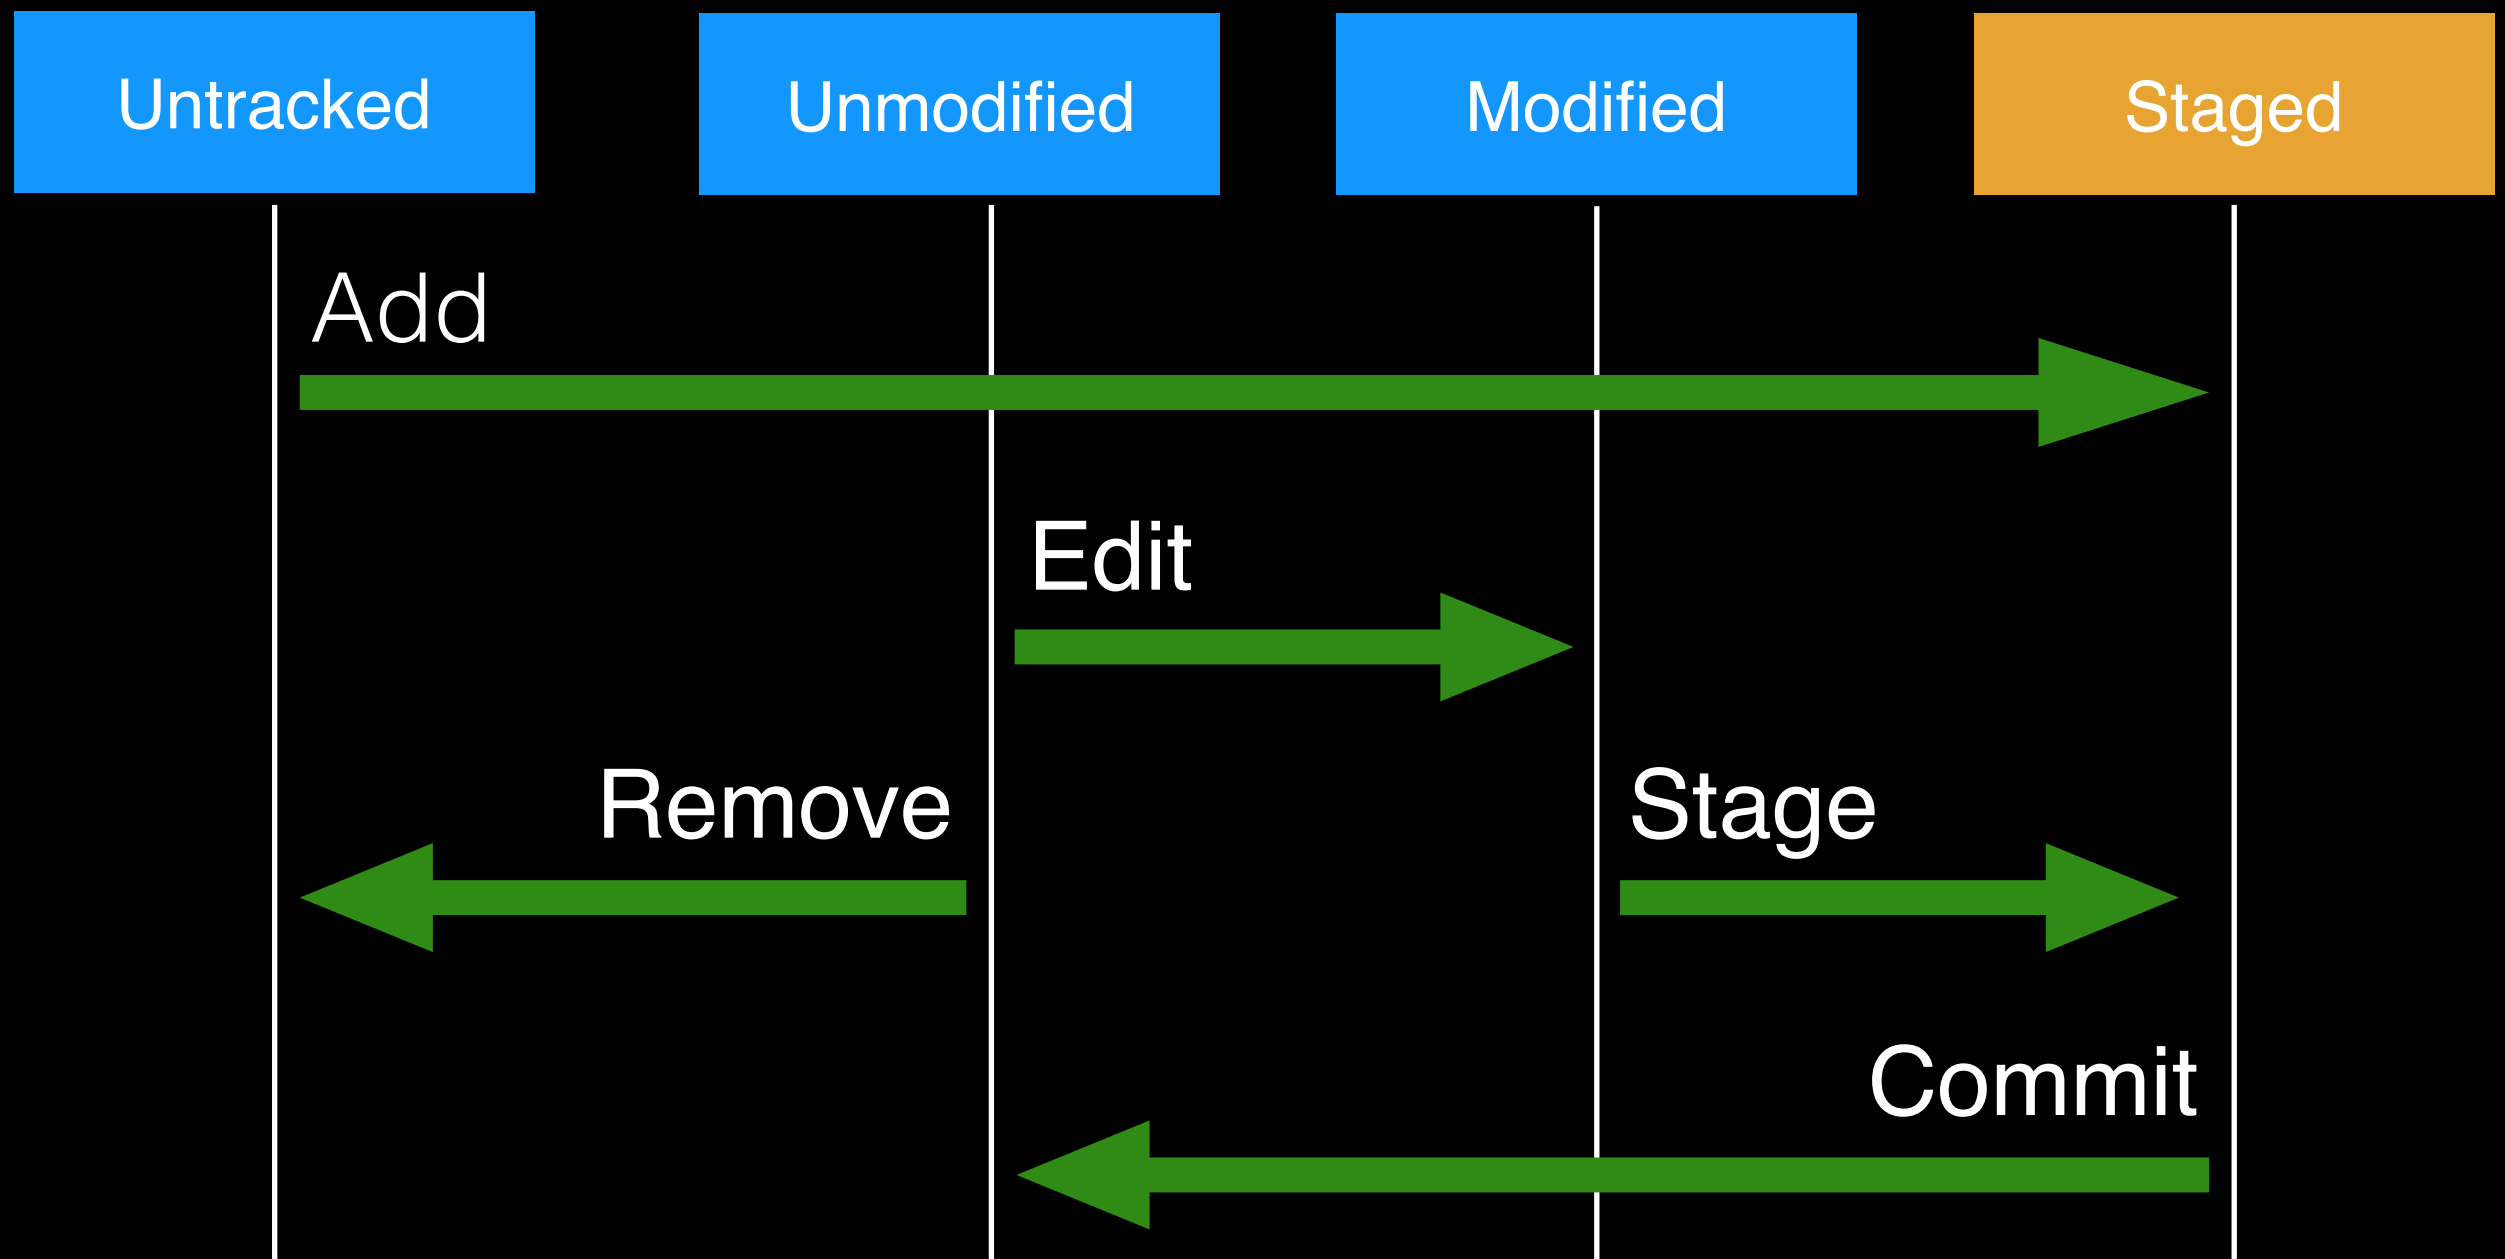 Untracked
Unmodified
Modified
Staged
Add
Edit
Remove
Stage
Commit